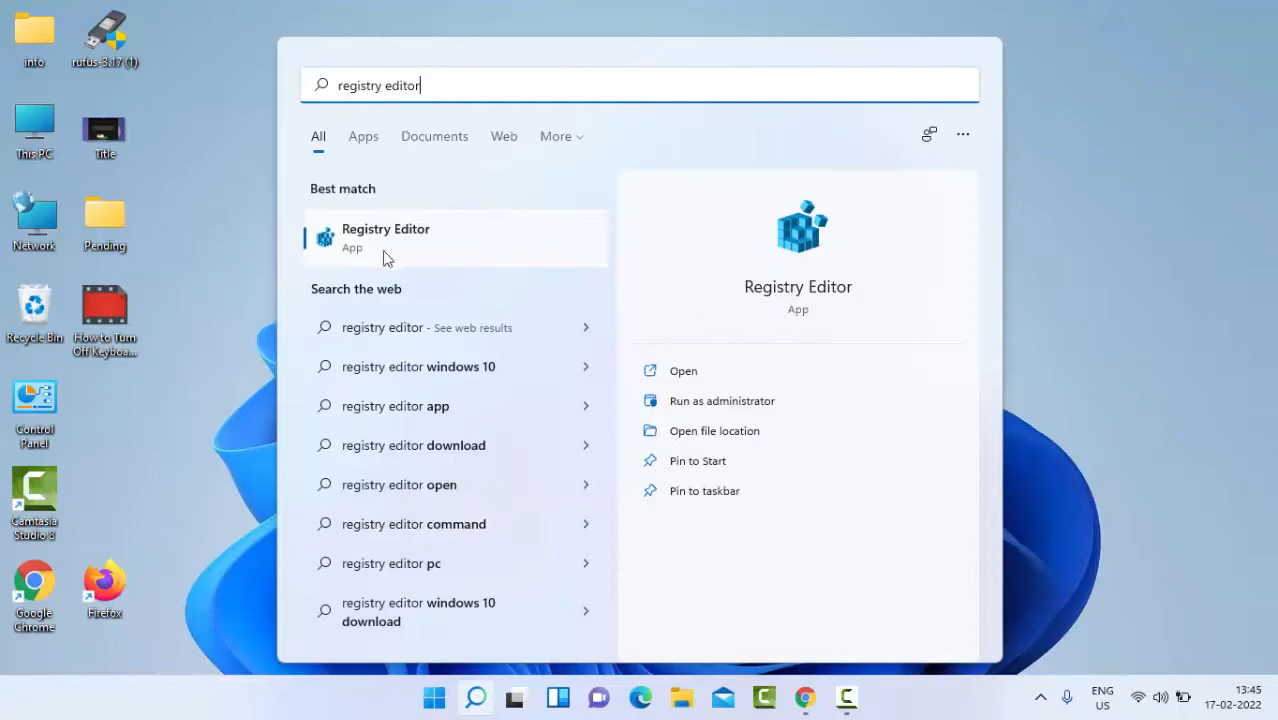 info
rufus-3.17 (1)
This PC
Title
Network
Pending
Recycle Bin
How to Turn
Off Keyboa...
Control
Panel
Camtasia
Studio 8
Google
Chrome
Firefox
registry editor
All
Apps
Documents
Web
More
Best match
Registry Editor
App
Search the web
registry editor - See web results
registry editor windows 10
registry editor app
registry editor download
registry editor open
registry editor command
registry editor pc
registry editor windows 10
download
Registry Editor
App
Open
Run as administrator
Open file location
Pin to Start
Pin to taskbar
ENG
US
13:45
17-02-2022